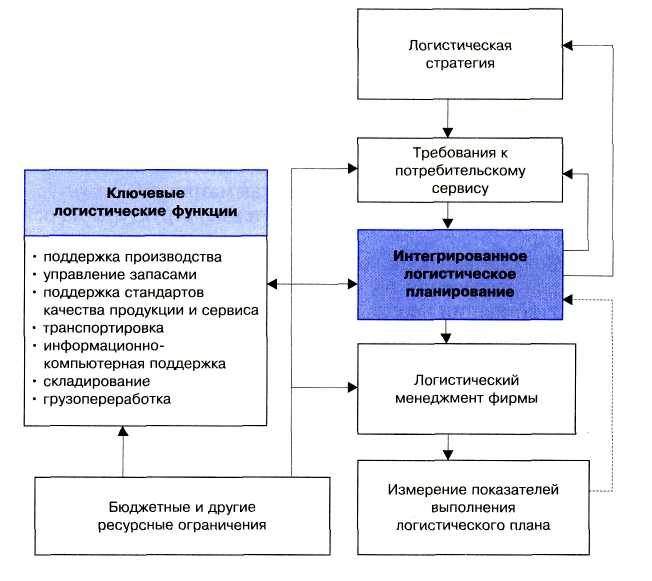 Логистическая
стратегия
Требования к
потребительскому
сервису
Ключевые
логистические функции
· поддержка производства
· управление запасами
· поддержка стандартов
качества продукции и сервиса
· транспортировка
· информационно-
компьютерная поддержка
· складирование
· грузопереработка
Интегрированное
логистическое
планирование
Логистический
менеджмент фирмы
Бюджетные и другие
ресурсные ограничения
Измерение показателей
выполнения
логистического плана